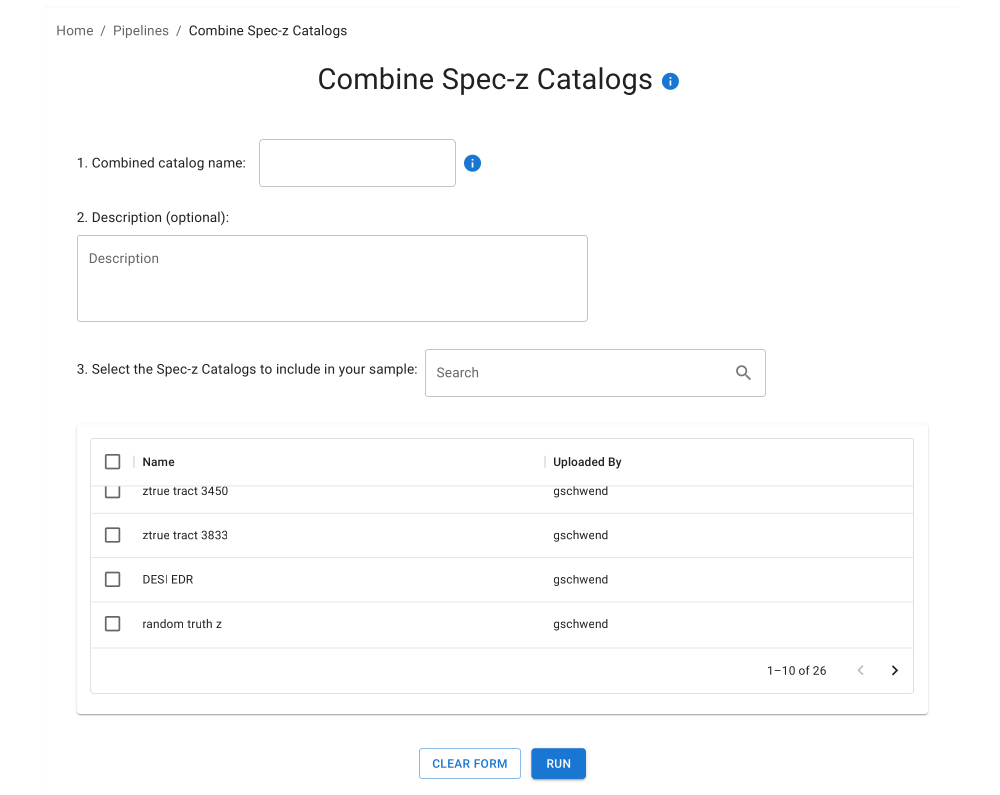 Home / Pipelines / Combine Spec-z Catalogs
Combine Spec-z Catalogs
1. Combined catalog name:
2. Description (optional):
Description
3. Select the Spec-z Catalogs to include in your sample:
Search
Name Uploaded By
ztrue tract 3450 gschwend
ztrue tract 3833 gschwend
DESI EDR gschwend
random truth z gschwend
1–10 of 26
CLEAR FORM RUN